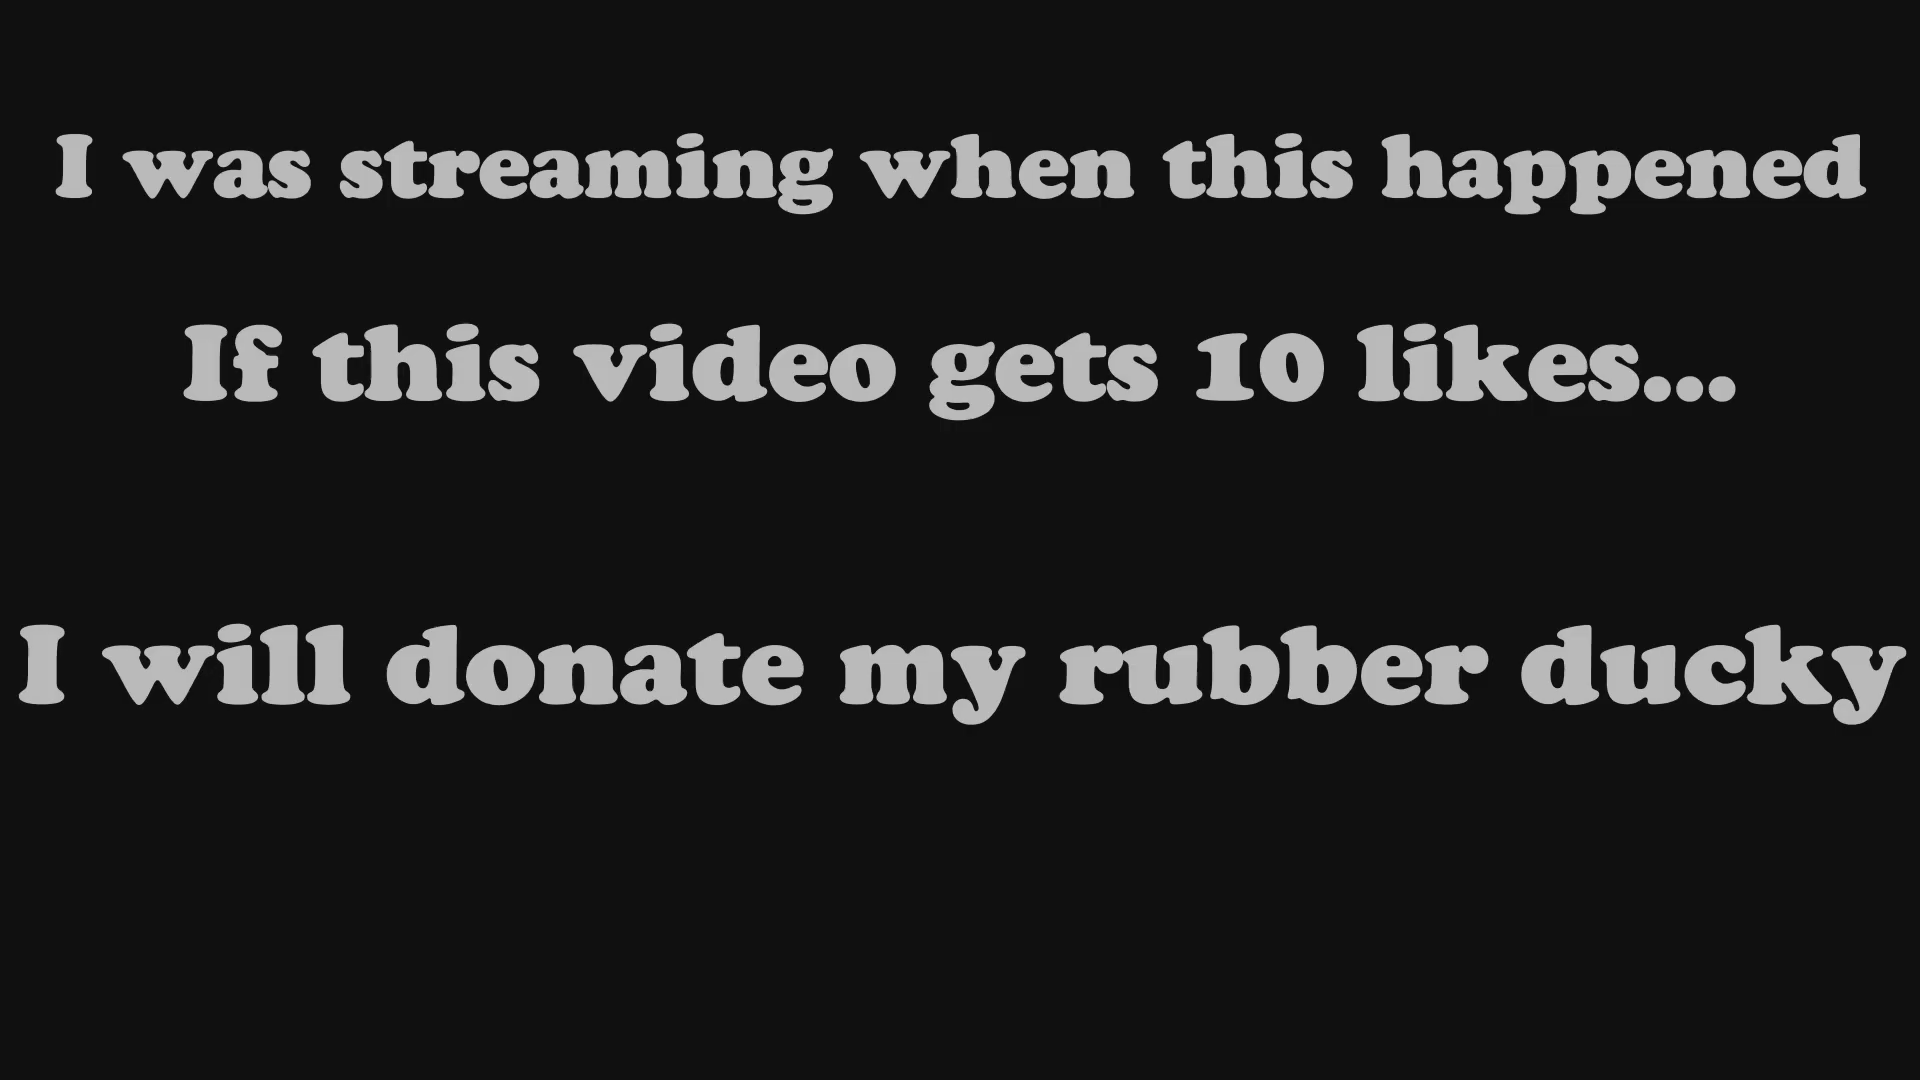 I was streaming when this happened
If this video gets 10 likes...
I will donate my rubber ducky